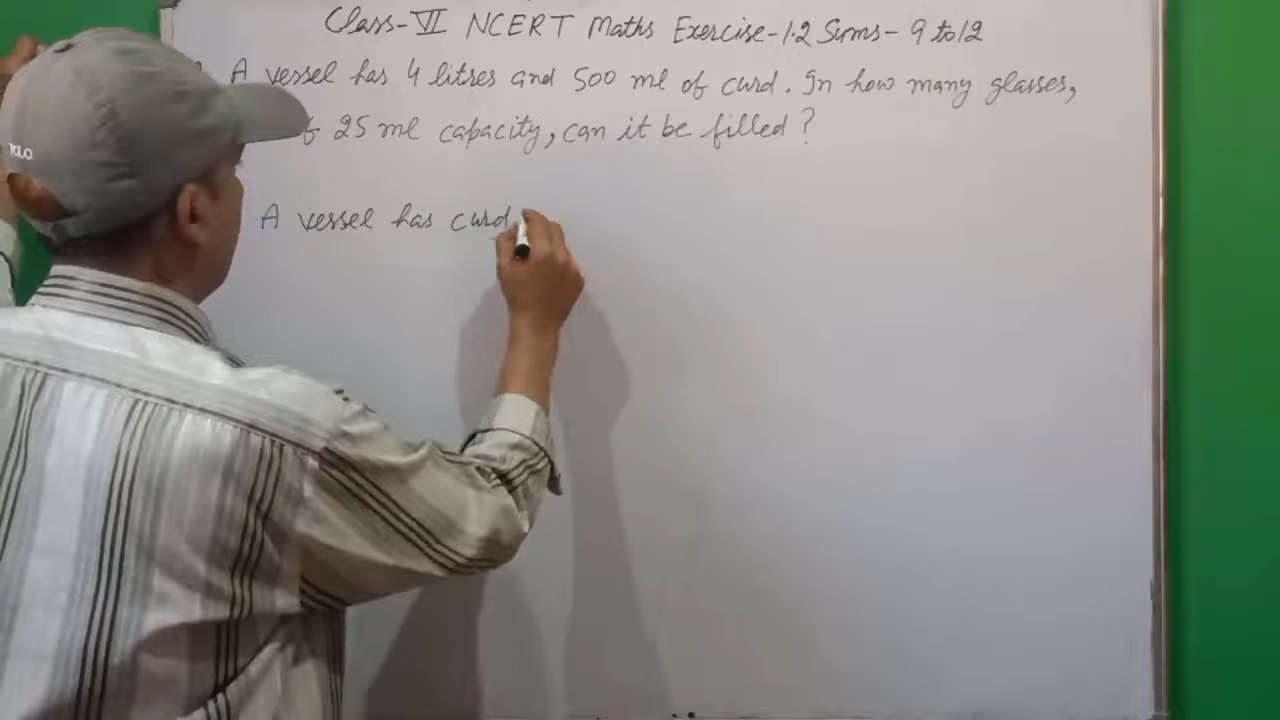 Class-VI NCERT Maths Exercise-1.2 Sums- 9 to 12
A vessel has 4 litres and 500 ml of curd. In how many glasses,
25 ml capacity, can it be filled?
A vessel has curd
POLO